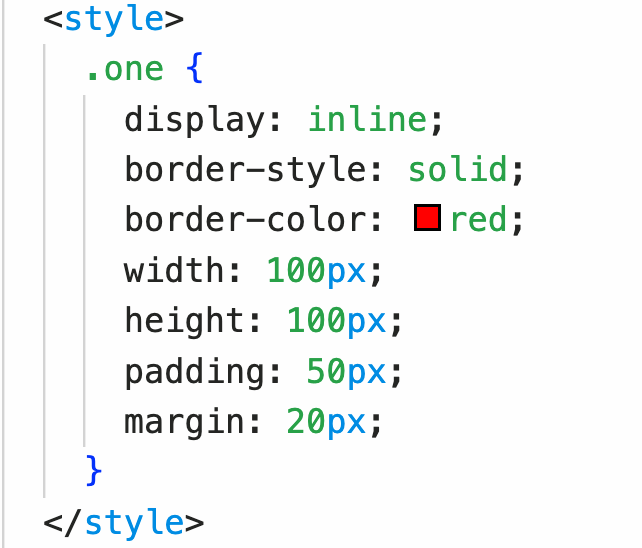 <style>
.one {
display: inline;
border-style: solid;
border-color: red;
width: 100px;
height: 100px;
padding: 50px;
margin: 20px;
}
</style>